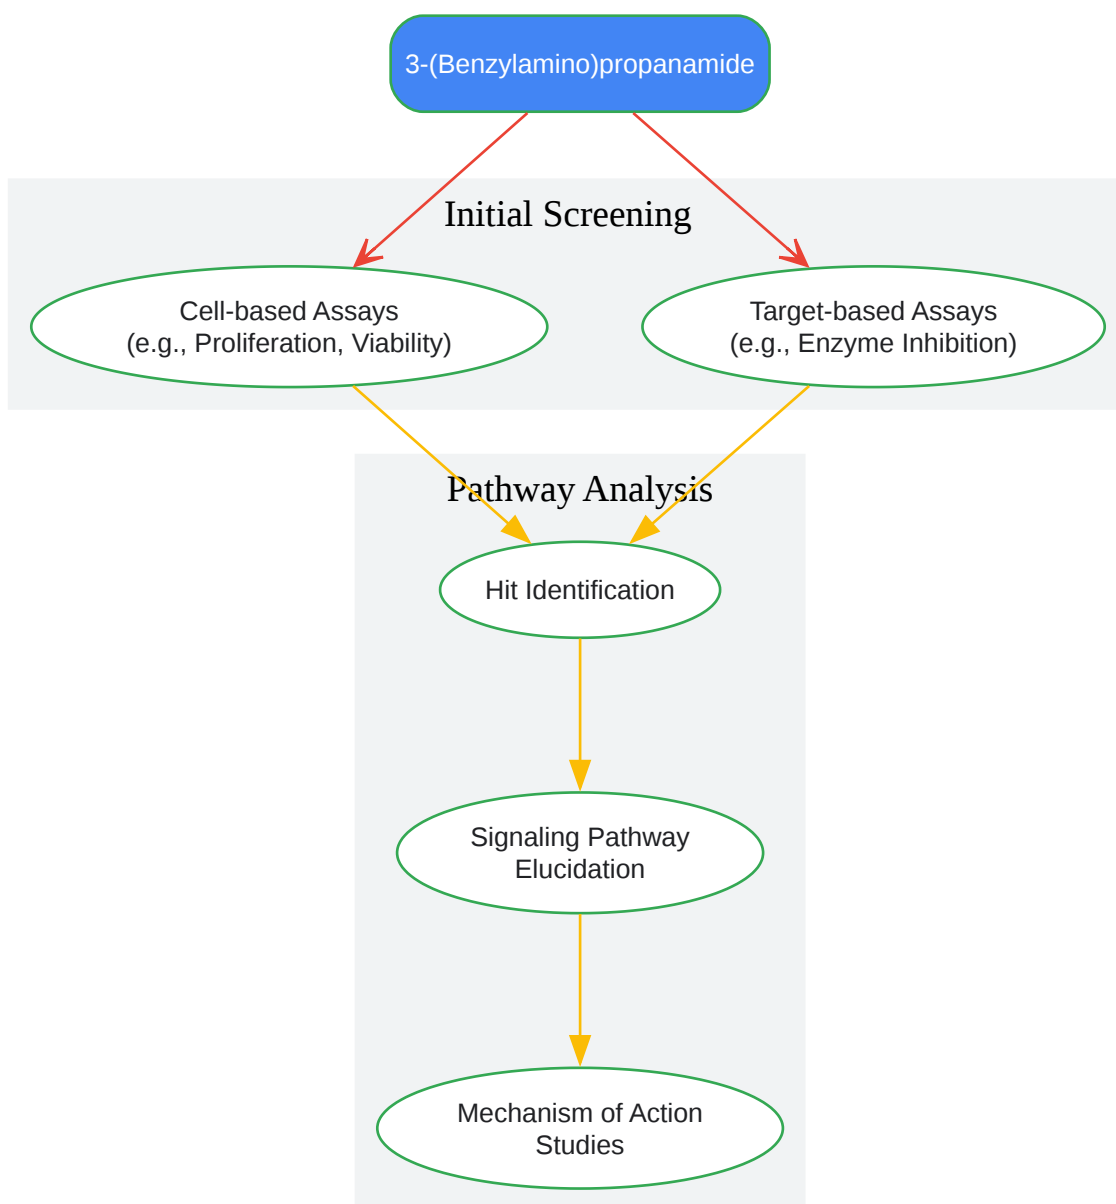 3-(Benzylamino)propanamide
Initial Screening
Cell-based Assays
(e.g., Proliferation, Viability)
Target-based Assays
(e.g., Enzyme Inhibition)
Pathway Analysis
Hit Identification
Signaling Pathway
Elucidation
Mechanism of Action
Studies